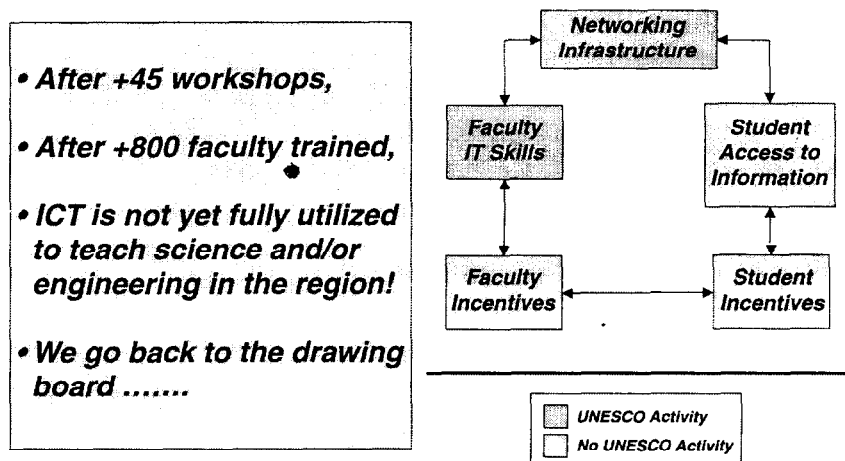 • After +45 workshops,
• After +800 faculty trained,
• ICT is not yet fully utilized
to teach science and/or
engineering in the region!
• We go back to the drawing
board .......
Networking
Infrastructure
Faculty
IT Skills
Student
Access to
Information
Faculty
Incentives
Student
Incentives
UNESCO Activity
No UNESCO Activity